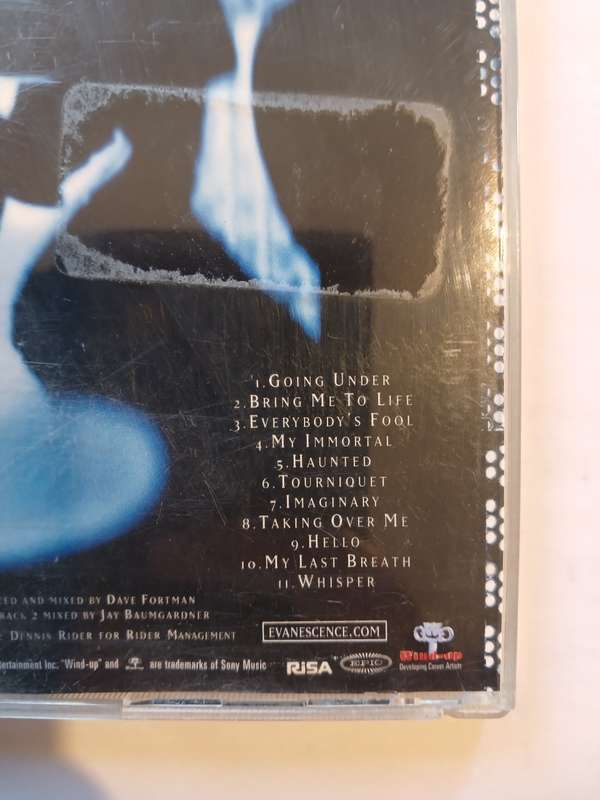 1.Going Under
2.Bring Me To Life
3.Everybody's Fool
4.My Immortal
5.Haunted
6.Tourniquet
7.Imaginary
8.Taking Over Me
9.Hello
10.My Last Breath
11.Whisper
and mixed by Dave Fortman
2 mixed by Jay Baumgardner
Dennis Rider for Rider Management
EVANESCENCE.COM
Inc. "Wind-up" and are trademarks of Sony Music
RiSA
EPIC
Wind-up
Developing Career Artists